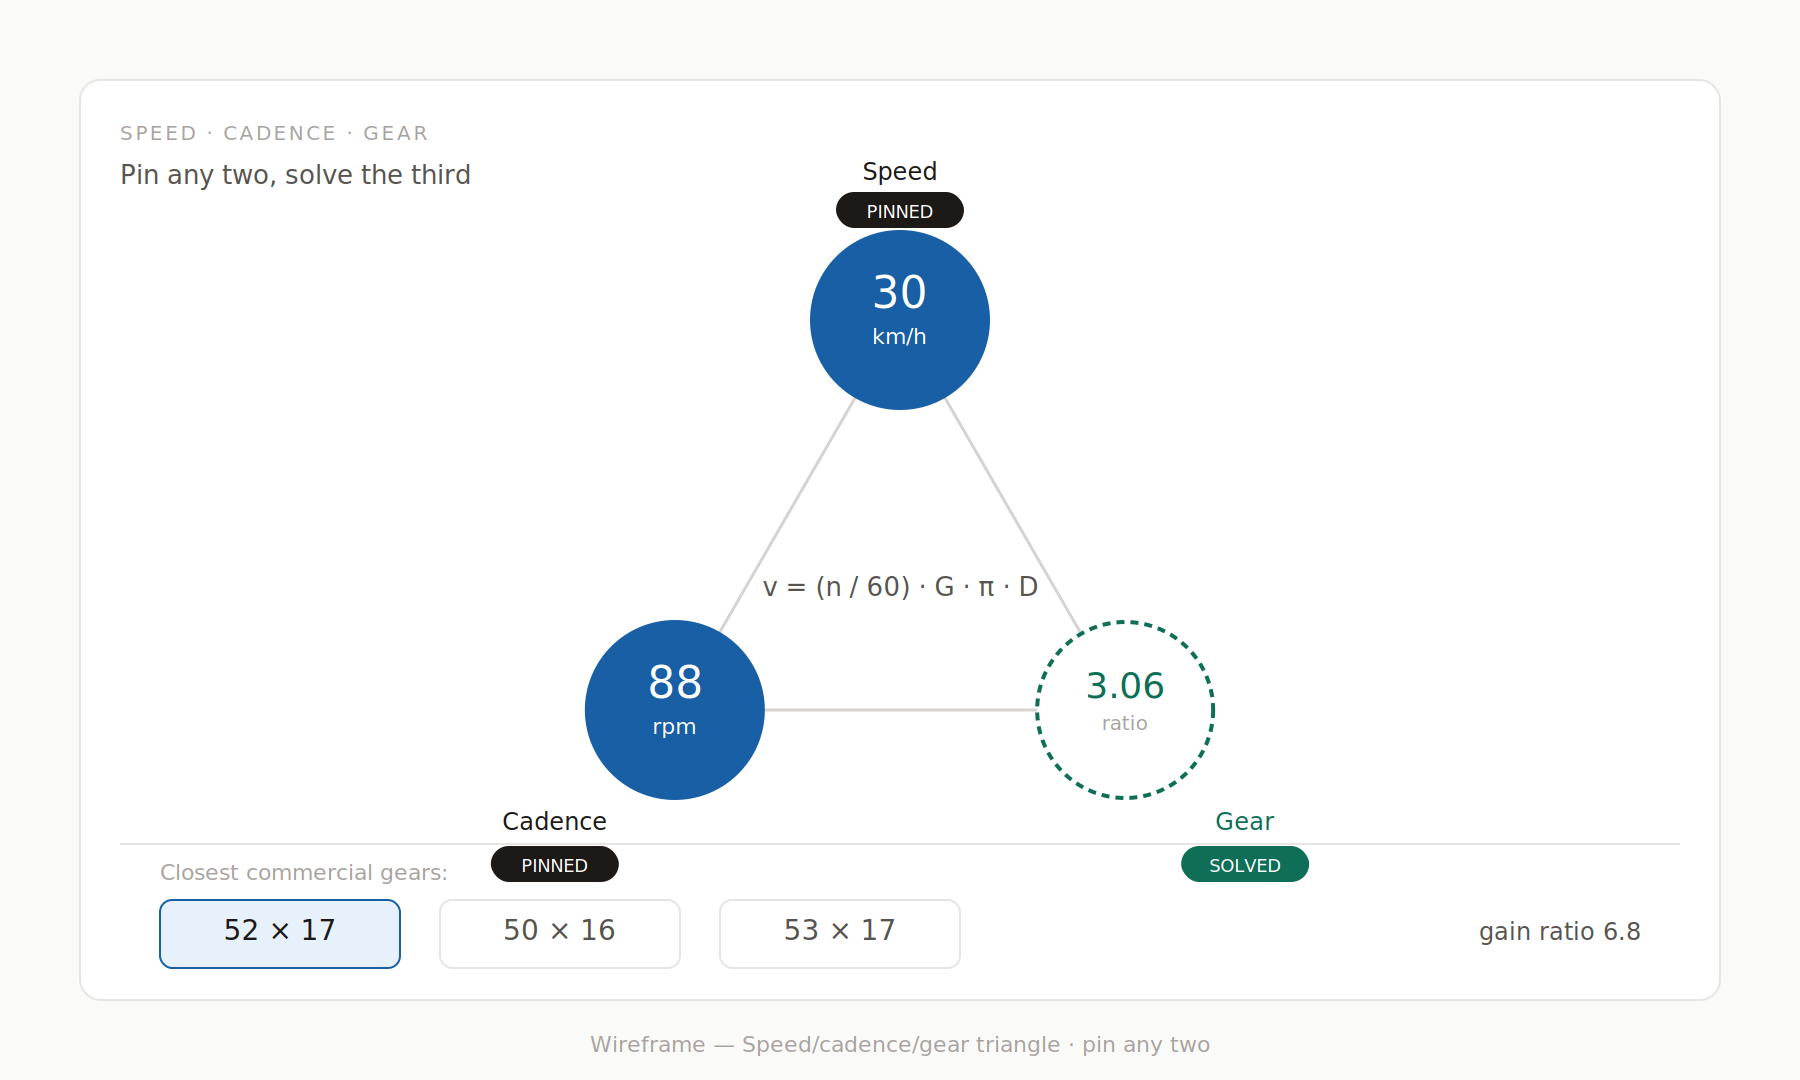 SPEED · CADENCE · GEAR
Pin any two, solve the third
Speed
PINNED
30
km/h
v = (n / 60) · G · π · D
88
rpm
3.06
ratio
Cadence
PINNED
Gear
SOLVED
Closest commercial gears:
52 × 17
50 × 16
53 × 17
gain ratio 6.8
Wireframe — Speed/cadence/gear triangle · pin any two